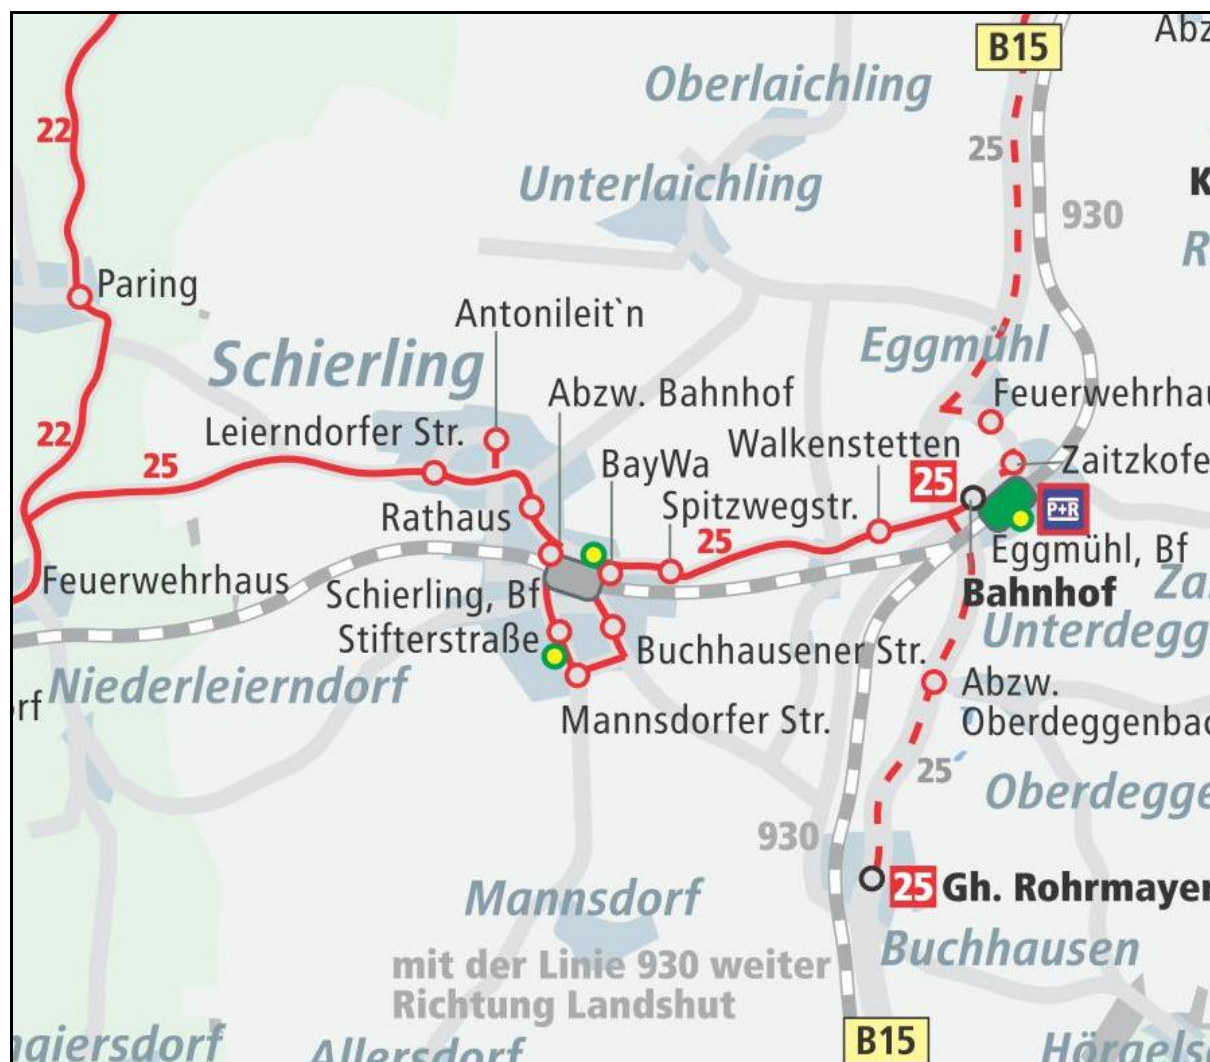 B15
Abz
Oberlaichling
22
25
Unterlaichling
K
930
R
Paring
Antonileit`n
Eggmühl
Schierling
Abzw. Bahnhof
Feuerwehrhau
22
Leierndorfer Str.
Walkenstetten
25
BayWa
Zaitzkofe
25
Spitzwegstr.
Rathaus
P+R
25
Eggmühl, Bf
Feuerwehrhaus
Schierling, Bf
Bahnhof
Za
Stifterstraße
Unterdegg
Buchhausener Str.
Niederleierndorf
rf
Abzw.
Oberdeggenbac
Mannsdorfer Str.
25
Oberdegge
930
25 Gh. Rohrmayer
Mannsdorf
Buchhausen
mit der Linie 930 weiter
Richtung Landshut
B15
giersdorf
Allersdorf
Hörgels